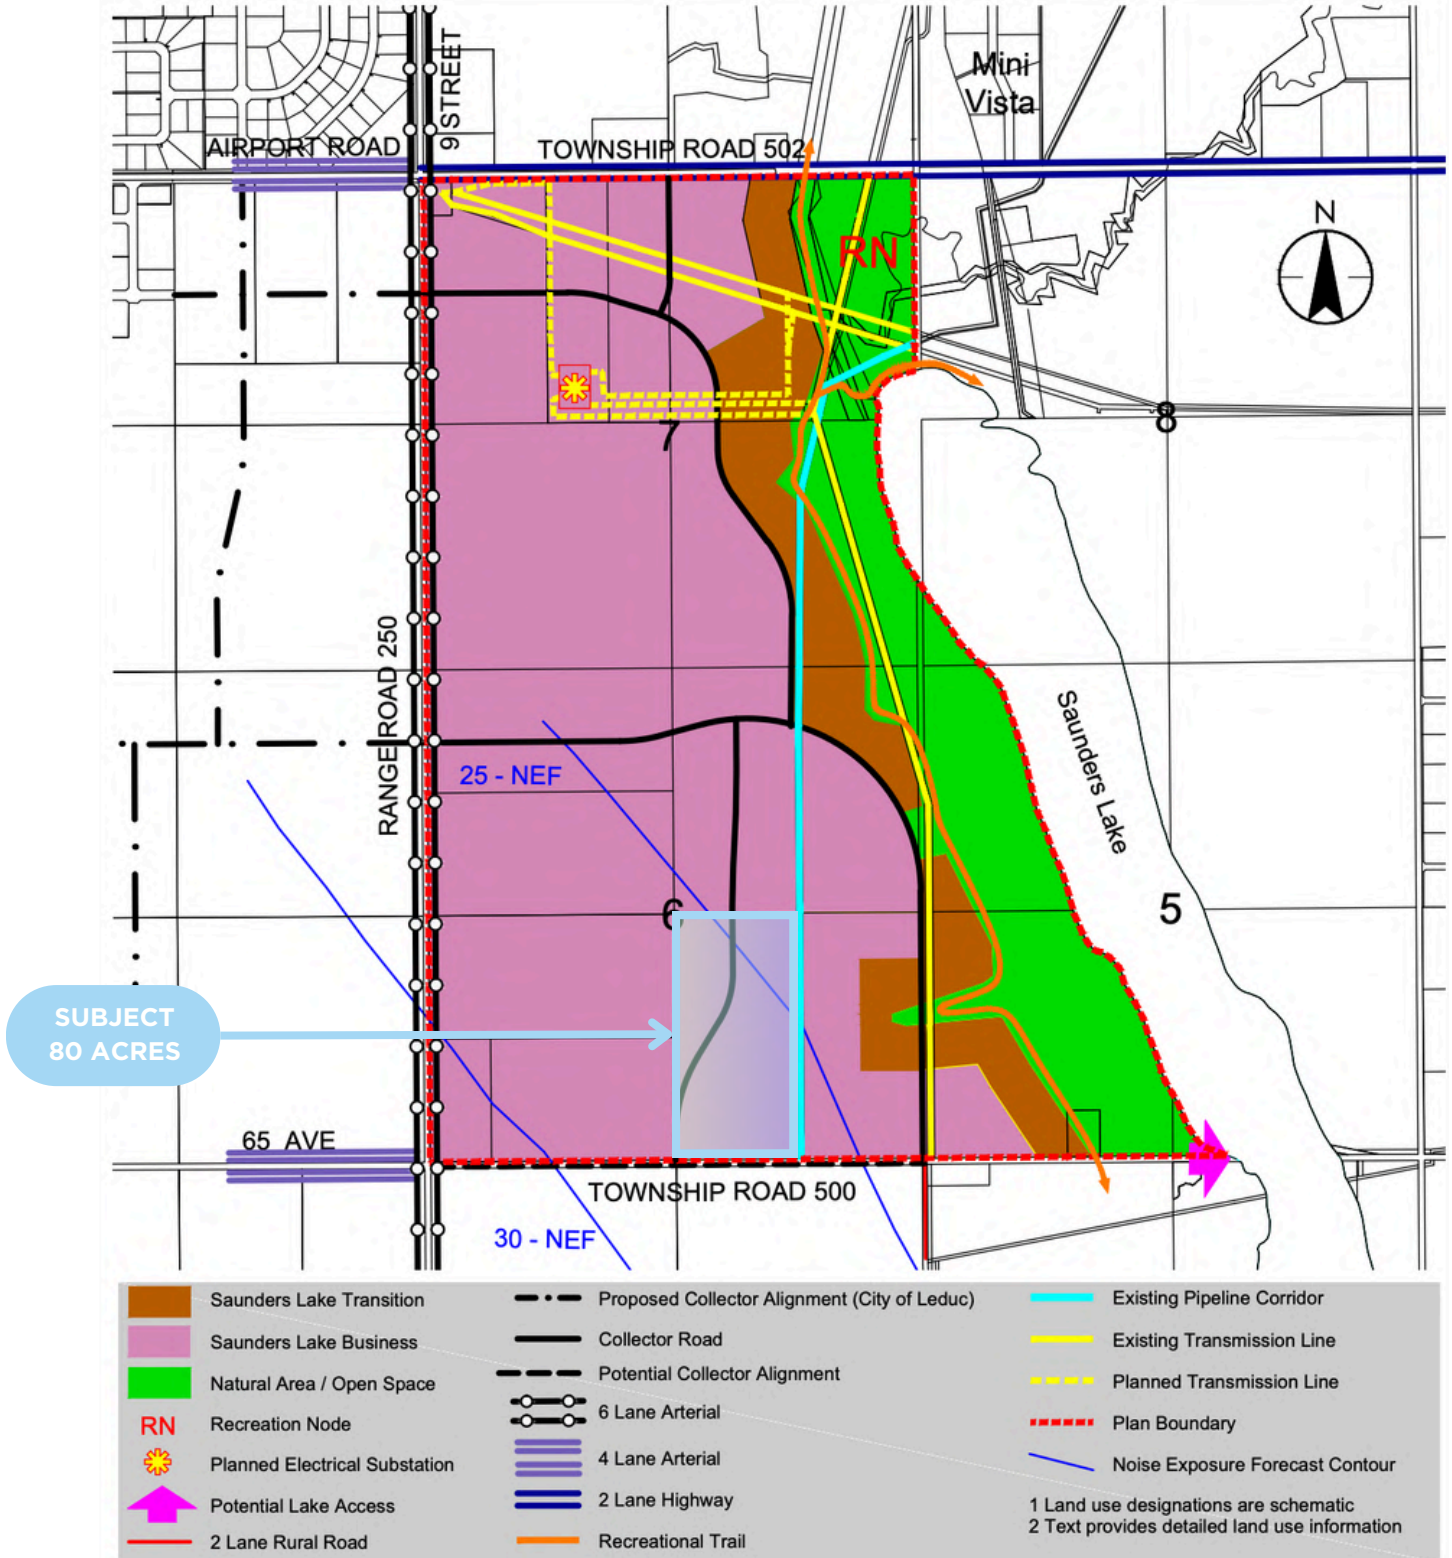 Mini
Vista
9 STREET
AIRPORT ROAD
TOWNSHIP ROAD 502
RN
N
7
8
RANGE ROAD 250
Saunders Lake
25 - NEF
6
5
SUBJECT
80 ACRES
65 AVE
TOWNSHIP ROAD 500
30 - NEF
Saunders Lake Transition
Saunders Lake Business
Natural Area / Open Space
RN Recreation Node
Planned Electrical Substation
Potential Lake Access
2 Lane Rural Road
Proposed Collector Alignment (City of Leduc)
Collector Road
Potential Collector Alignment
6 Lane Arterial
4 Lane Arterial
2 Lane Highway
Recreational Trail
Existing Pipeline Corridor
Existing Transmission Line
Planned Transmission Line
Plan Boundary
Noise Exposure Forecast Contour
1 Land use designations are schematic
2 Text provides detailed land use information